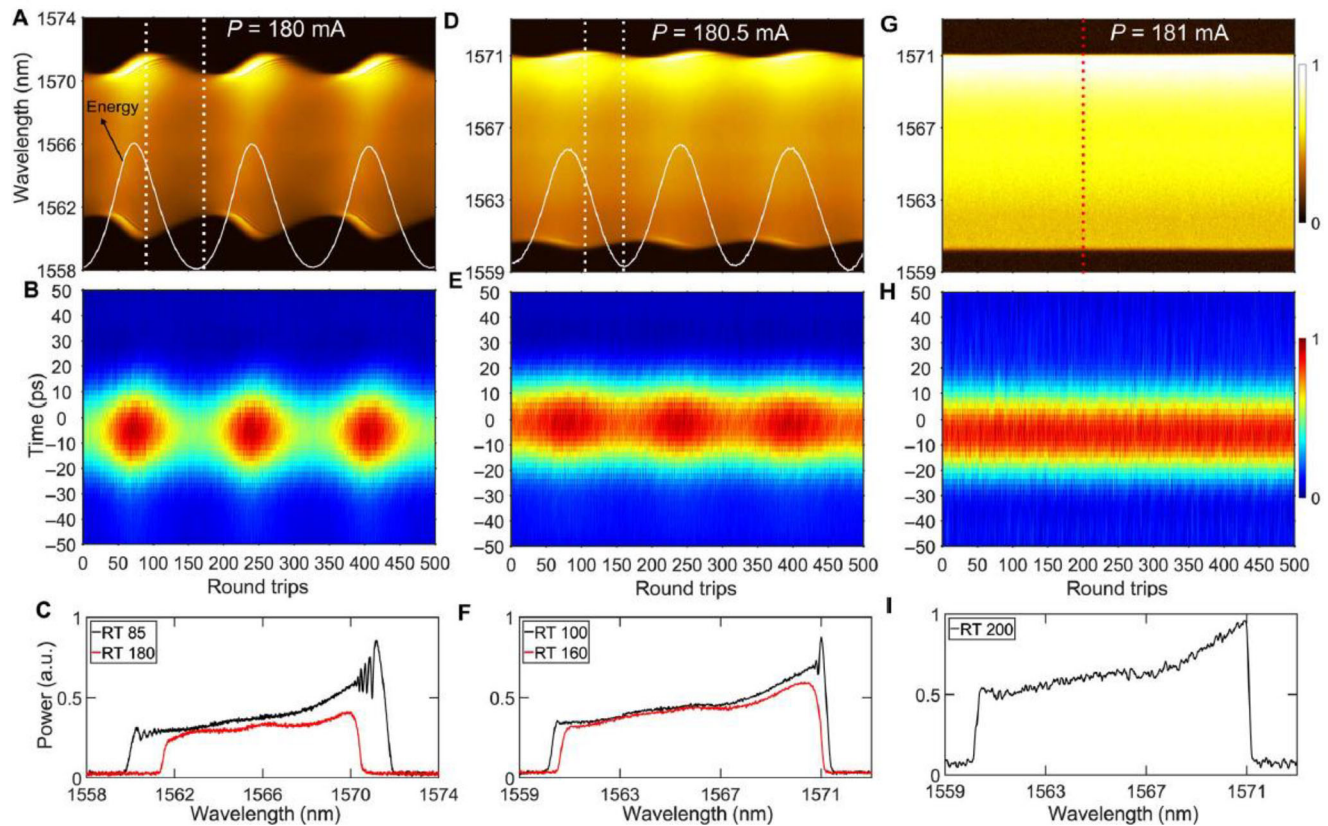 A
P = 180 mA
1574
1570
1566
1562
1558
Wavelength (nm)
Energy
D
P = 180.5 mA
1571
1567
1563
1559
G
P = 181 mA
1571
1567
1563
1559
1
0
B
50
40
30
20
10
0
−10
−20
−30
−40
−50
Time (ps)
0 50 100 150 200 250 300 350 400 450 500
Round trips
E
50
40
30
20
10
0
−10
−20
−30
−40
−50
0 50 100 150 200 250 300 350 400 450 500
Round trips
H
50
40
30
20
10
0
−10
−20
−30
−40
−50
0 50 100 150 200 250 300 350 400 450 500
Round trips
1
0
C
1
0.5
0
Power (a.u.)
RT 85
RT 180
1558 1562 1566 1570 1574
Wavelength (nm)
F
1
0.5
0
RT 100
RT 160
1559 1563 1567 1571
Wavelength (nm)
I
1
0.5
0
RT 200
1559 1563 1567 1571
Wavelength (nm)